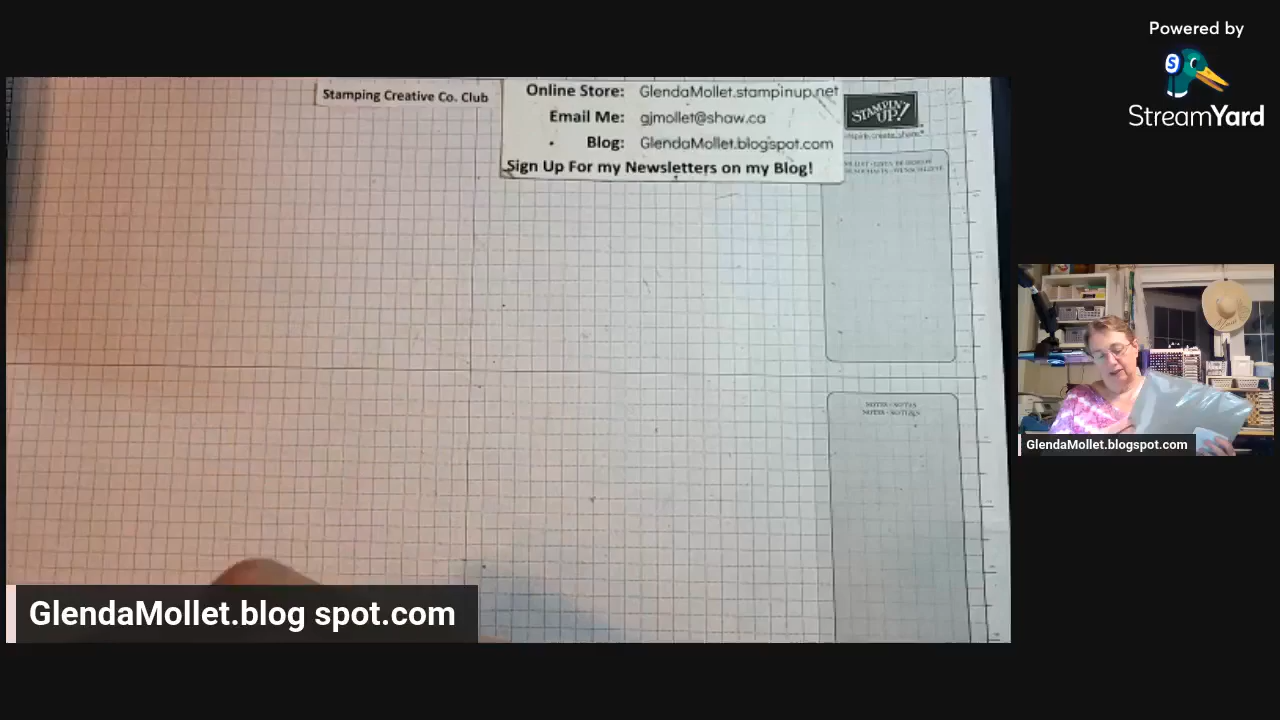 Powered by
StreamYard
Stamping Creative Co. Club
Online Store: GlendaMollet.stampinup.net
Email Me: gjmollet@shaw.ca
Blog: GlendaMollet.blogspot.com
Sign Up For my Newsletters on my Blog!
STAMPIN' UP!
NOTES • NOTES
GlendaMollet.blogspot.com
GlendaMollet.blog spot.com